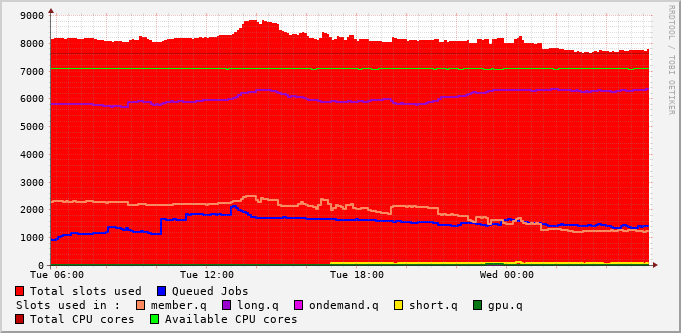 9000
8000
7000
6000
5000
4000
3000
2000
1000
0
Tue 06:00 Tue 12:00 Tue 18:00 Wed 00:00
RRDTOOL / TOBI OETIKER
Total slots used Queued Jobs
Slots used in : member.q long.q ondemand.q short.q gpu.q
Total CPU cores Available CPU cores